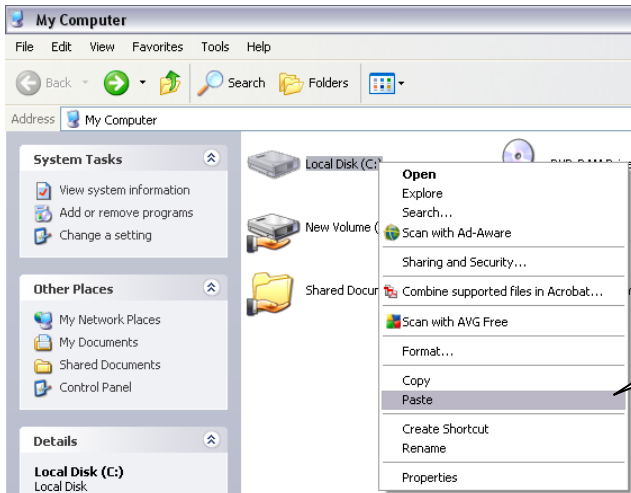 My Computer
File Edit View Favorites Tools Help
Back Search Folders
Address My Computer
System Tasks
View system information
Add or remove programs
Change a setting
Other Places
My Network Places
My Documents
Shared Documents
Control Panel
Details
Local Disk (C:)
Local Disk
Local Disk (C:)
New Volume (
Shared Docum
Open
Explore
Search...
Scan with Ad-Aware
Sharing and Security...
Combine supported files in Acrobat...
Scan with AVG Free
Format...
Copy
Paste
Create Shortcut
Rename
Properties